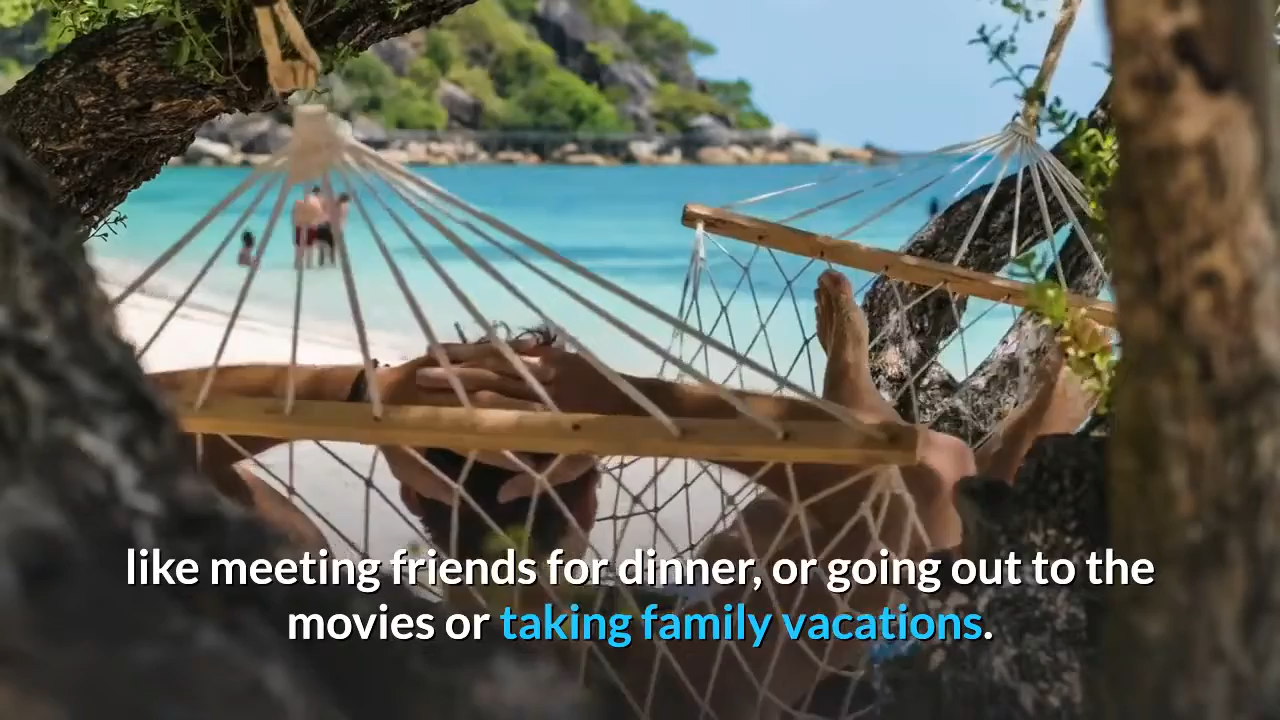 like meeting friends for dinner, or going out to the
movies or taking family vacations.